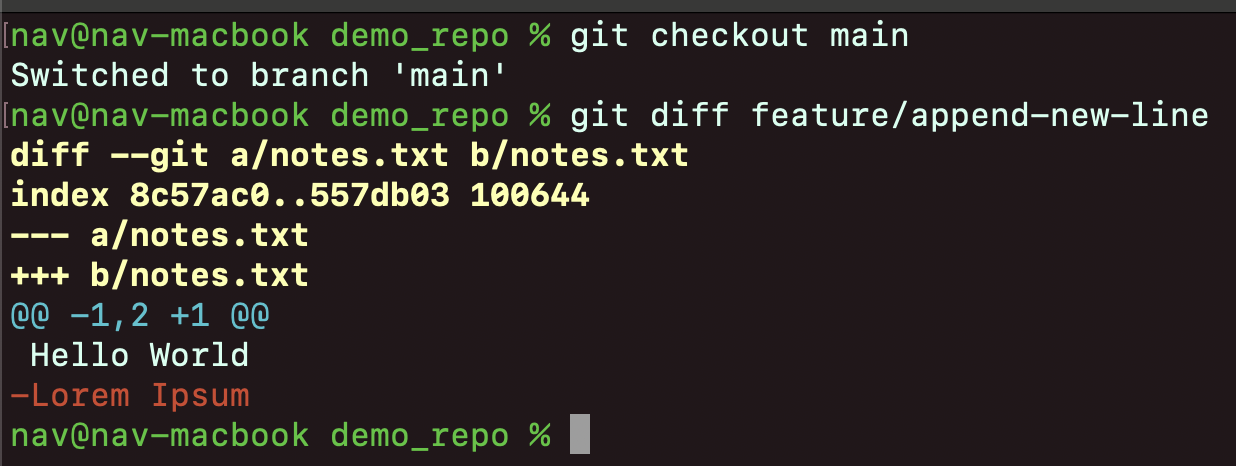 [nav@nav-macbook demo_repo % git checkout main
Switched to branch 'main'
[nav@nav-macbook demo_repo % git diff feature/append-new-line
diff --git a/notes.txt b/notes.txt
index 8c57ac0..557db03 100644
--- a/notes.txt
+++ b/notes.txt
@@ -1,2 +1 @@
 Hello World
-Lorem Ipsum
nav@nav-macbook demo_repo %